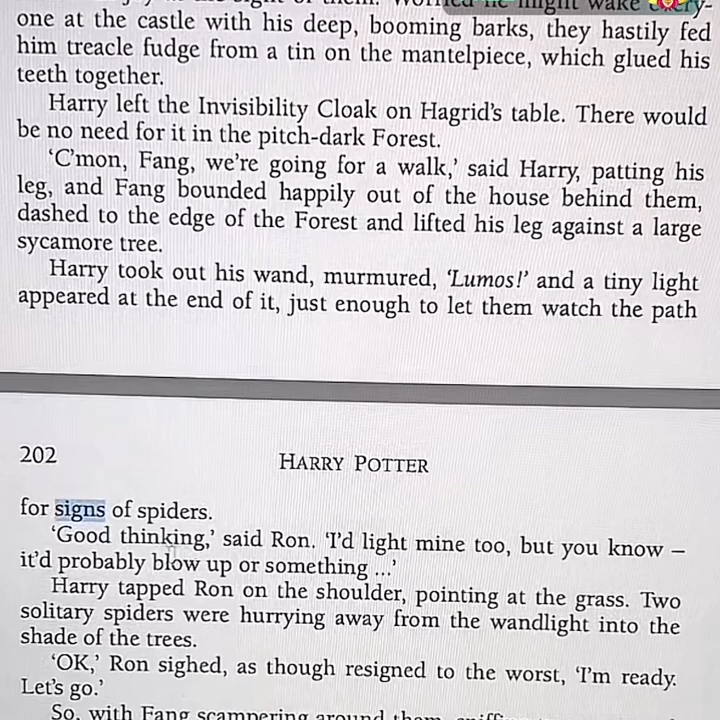 one at the castle with his deep, booming barks, they hastily fed
him treacle fudge from a tin on the mantelpiece, which glued his
teeth together.
Harry left the Invisibility Cloak on Hagrid’s table. There would
be no need for it in the pitch-dark Forest.
‘C’mon, Fang, we’re going for a walk,’ said Harry, patting his
leg, and Fang bounded happily out of the house behind them,
dashed to the edge of the Forest and lifted his leg against a large
sycamore tree.
Harry took out his wand, murmured, ‘Lumos!’ and a tiny light
appeared at the end of it, just enough to let them watch the path
202
HARRY POTTER
for signs of spiders.
‘Good thinking,’ said Ron. ‘I’d light mine too, but you know –
it’d probably blow up or something ...’
Harry tapped Ron on the shoulder, pointing at the grass. Two
solitary spiders were hurrying away from the wandlight into the
shade of the trees.
‘OK,’ Ron sighed, as though resigned to the worst, ‘I’m ready.
Let’s go.’
So, with Fang scampering around them,